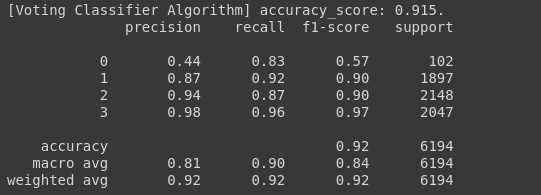 [Voting Classifier Algorithm] accuracy_score: 0.915.
precision recall f1-score support
0 0.44 0.83 0.57 102
1 0.87 0.92 0.90 1897
2 0.94 0.87 0.90 2148
3 0.98 0.96 0.97 2047
accuracy 0.92 6194
macro avg 0.81 0.90 0.84 6194
weighted avg 0.92 0.92 0.92 6194